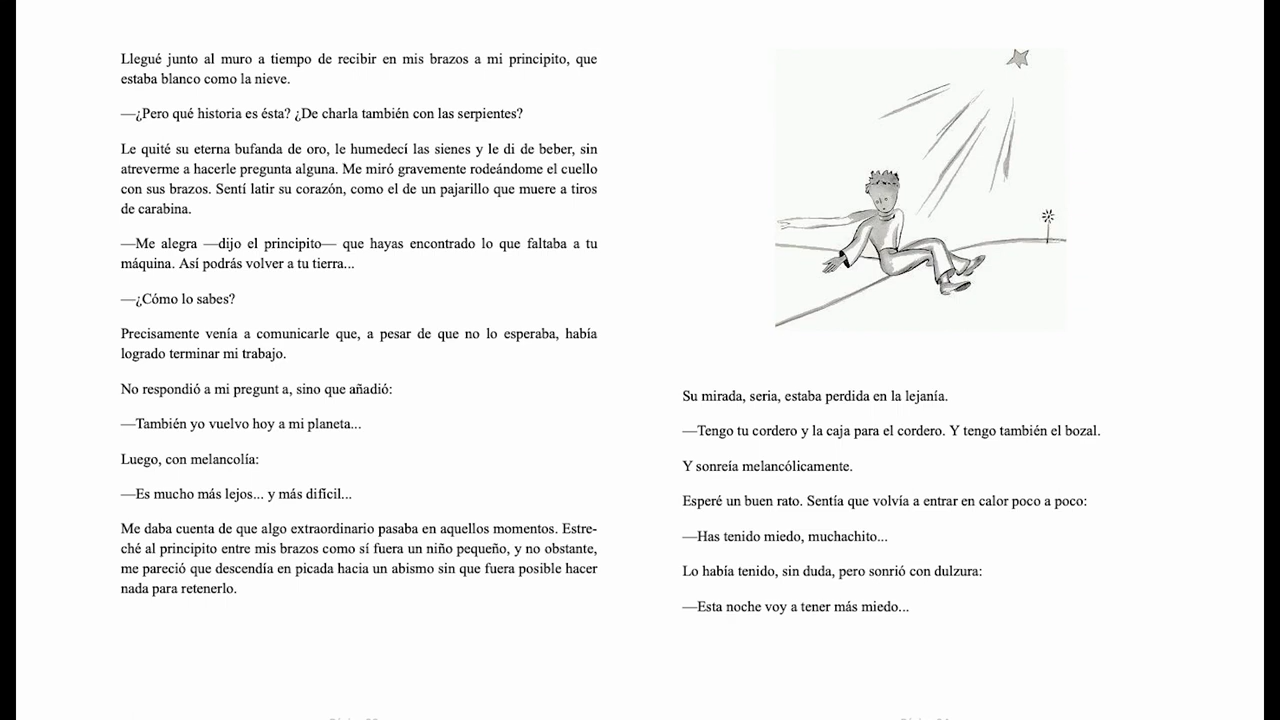 Llegué junto al muro a tiempo de recibir en mis brazos a mi principito, que
estaba blanco como la nieve.
—¿Pero qué historia es ésta? ¿De charla también con las serpientes?
Le quité su eterna bufanda de oro, le humedecí las sienes y le di de beber, sin
atreverme a hacerle pregunta alguna. Me miró gravemente rodeándome el cuello
con sus brazos. Sentí latir su corazón, como el de un pajarillo que muere a tiros
de carabina.
—Me alegra —dijo el principito— que hayas encontrado lo que faltaba a tu
máquina. Así podrás volver a tu tierra...
—¿Cómo lo sabes?
Precisamente venía a comunicarle que, a pesar de que no lo esperaba, había
logrado terminar mi trabajo.
No respondió a mi pregunt a, sino que añadió:
—También yo vuelvo hoy a mi planeta...
Luego, con melancolía:
—Es mucho más lejos... y más difícil...
Me daba cuenta de que algo extraordinario pasaba en aquellos momentos. Estre-
ché al principito entre mis brazos como sí fuera un niño pequeño, y no obstante,
me pareció que descendía en picada hacia un abismo sin que fuera posible hacer
nada para retenerlo.
Su mirada, seria, estaba perdida en la lejanía.
—Tengo tu cordero y la caja para el cordero. Y tengo también el bozal.
Y sonreía melancólicamente.
Esperé un buen rato. Sentía que volvía a entrar en calor poco a poco:
—Has tenido miedo, muchachito...
Lo había tenido, sin duda, pero sonrió con dulzura:
—Esta noche voy a tener más miedo...